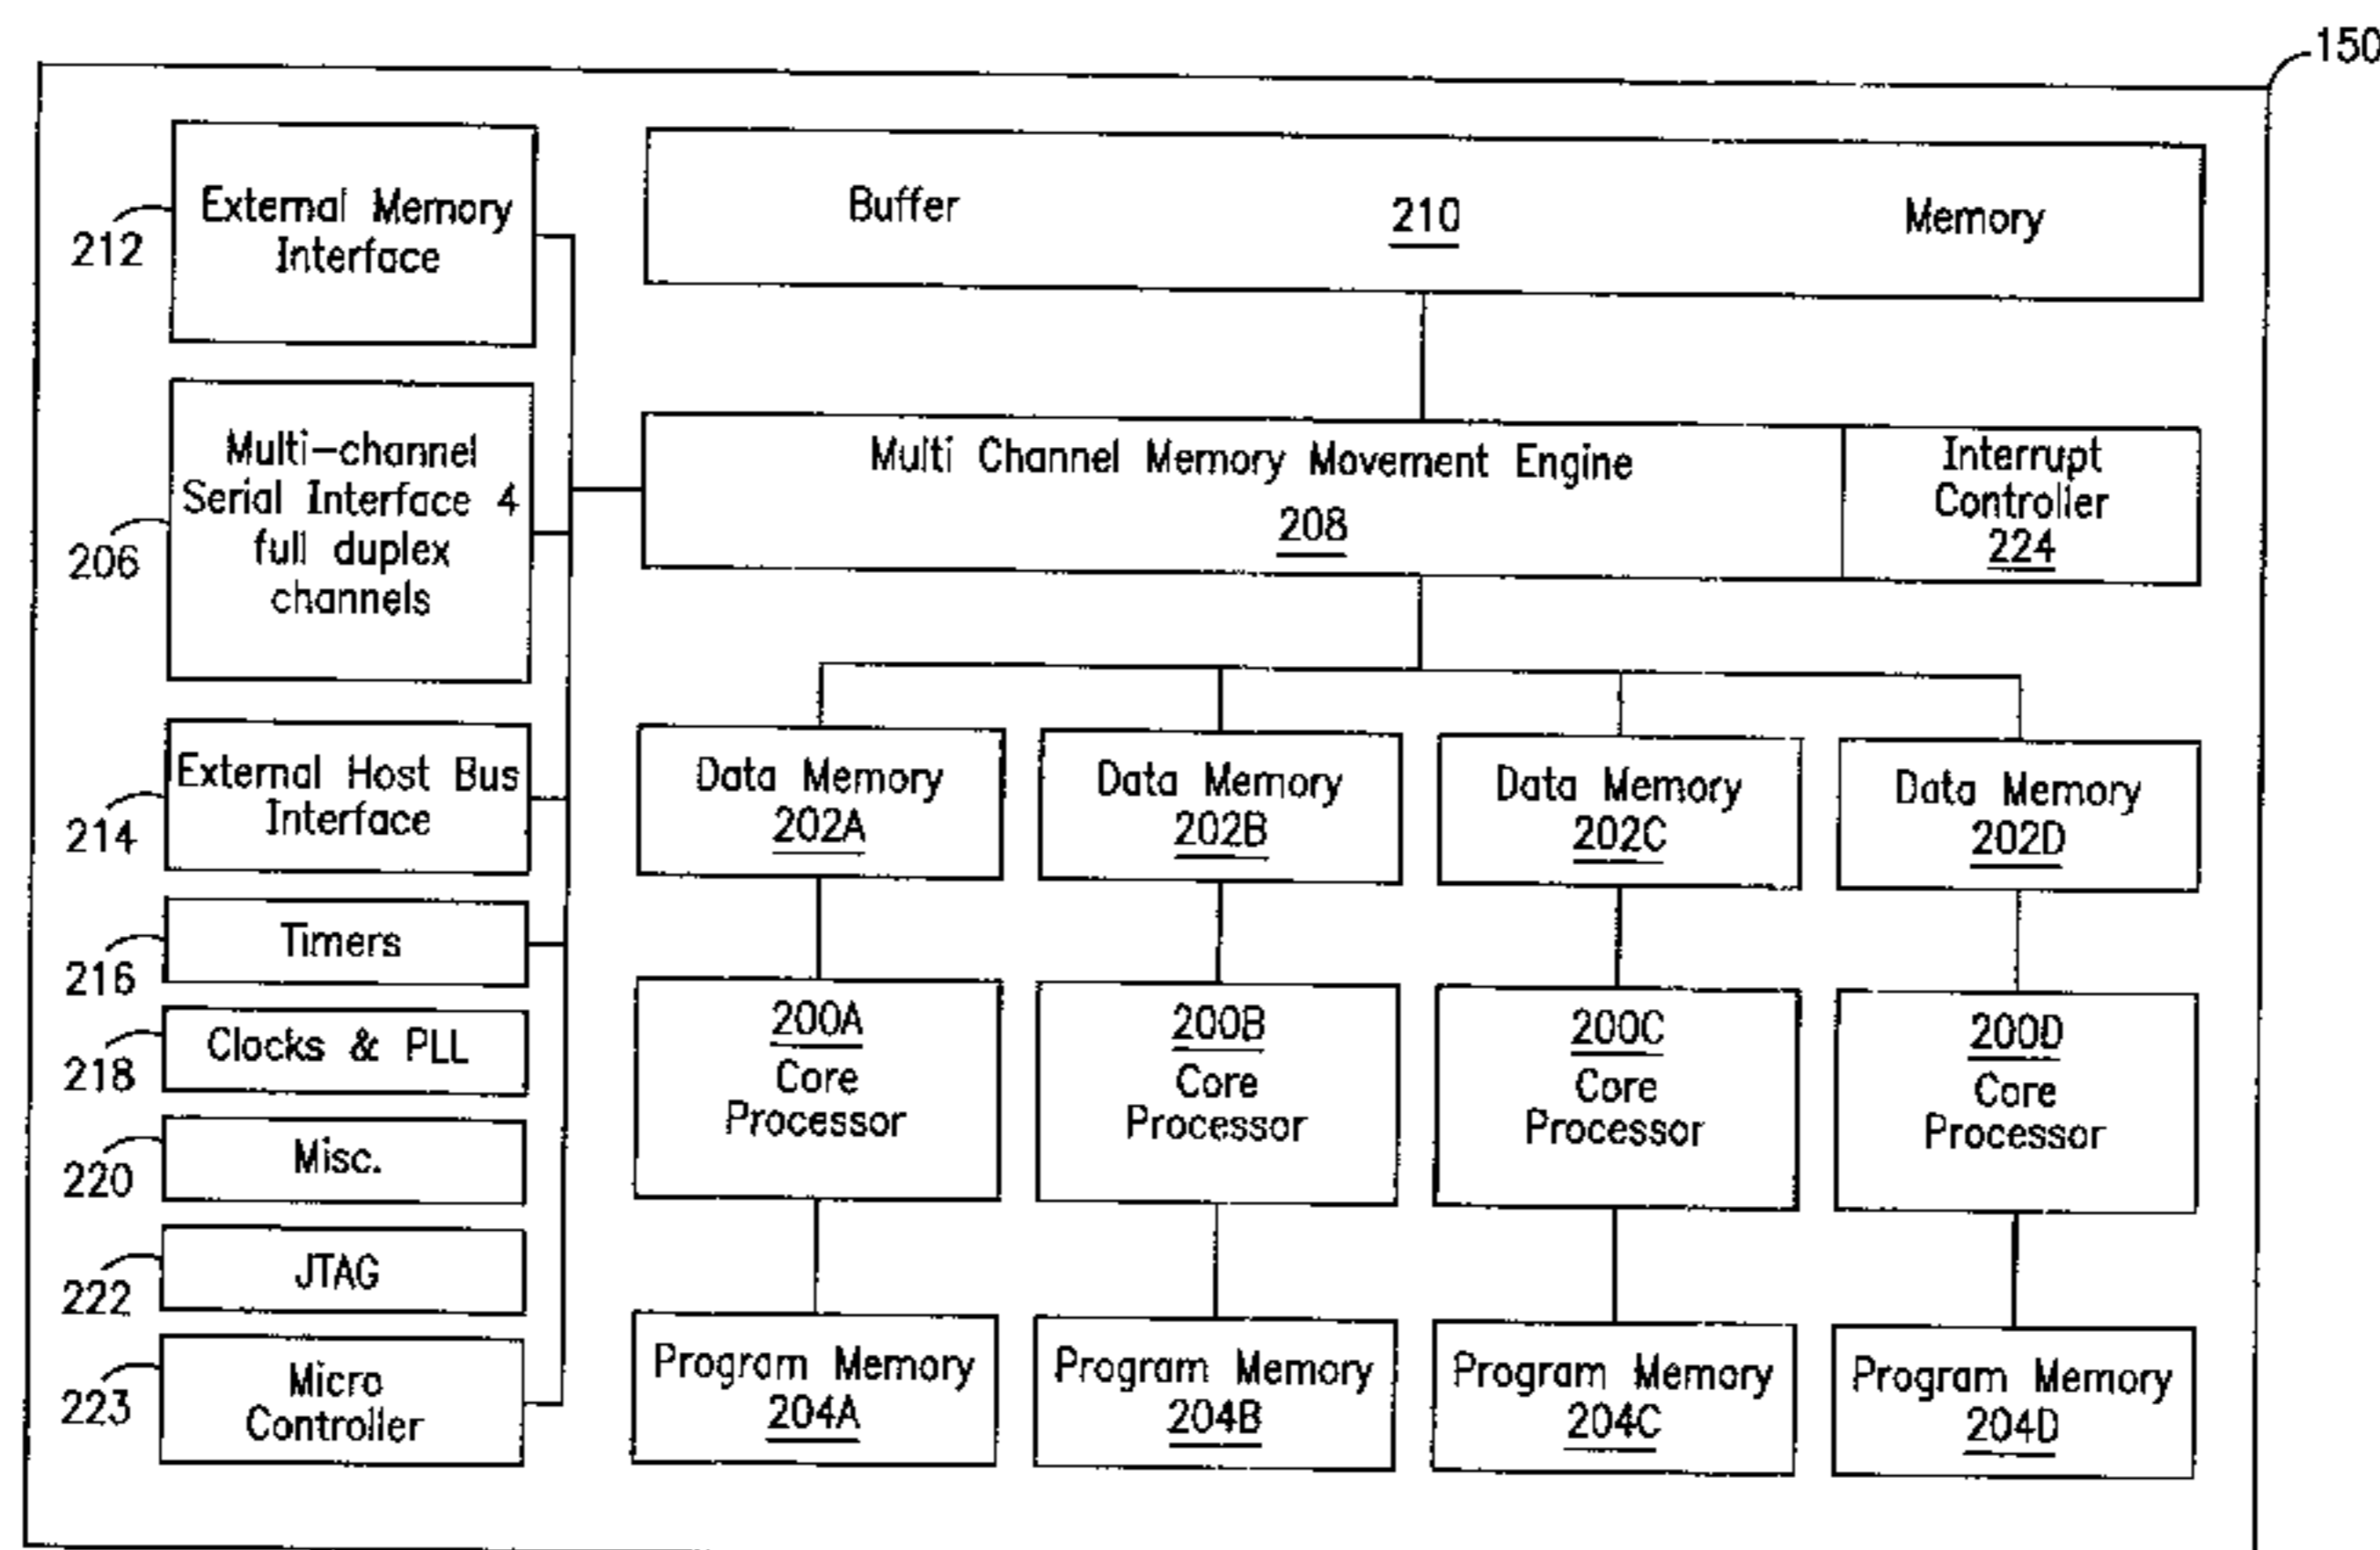 150
External Memory
Interface
212
Buffer
210
Memory
Multi-channel
Serial Interface 4
full duplex
channels
206
Multi Channel Memory Movement Engine
208
Interrupt
Controller
224
External Host Bus
Interface
214
Timers
216
Clocks & PLL
218
Misc.
220
JTAG
222
Micro
Controller
223
Data Memory
202A
Data Memory
202B
Data Memory
202C
Data Memory
202D
200A
Core
Processor
200B
Core
Processor
200C
Core
Processor
200D
Core
Processor
Program Memory
204A
Program Memory
204B
Program Memory
204C
Program Memory
204D